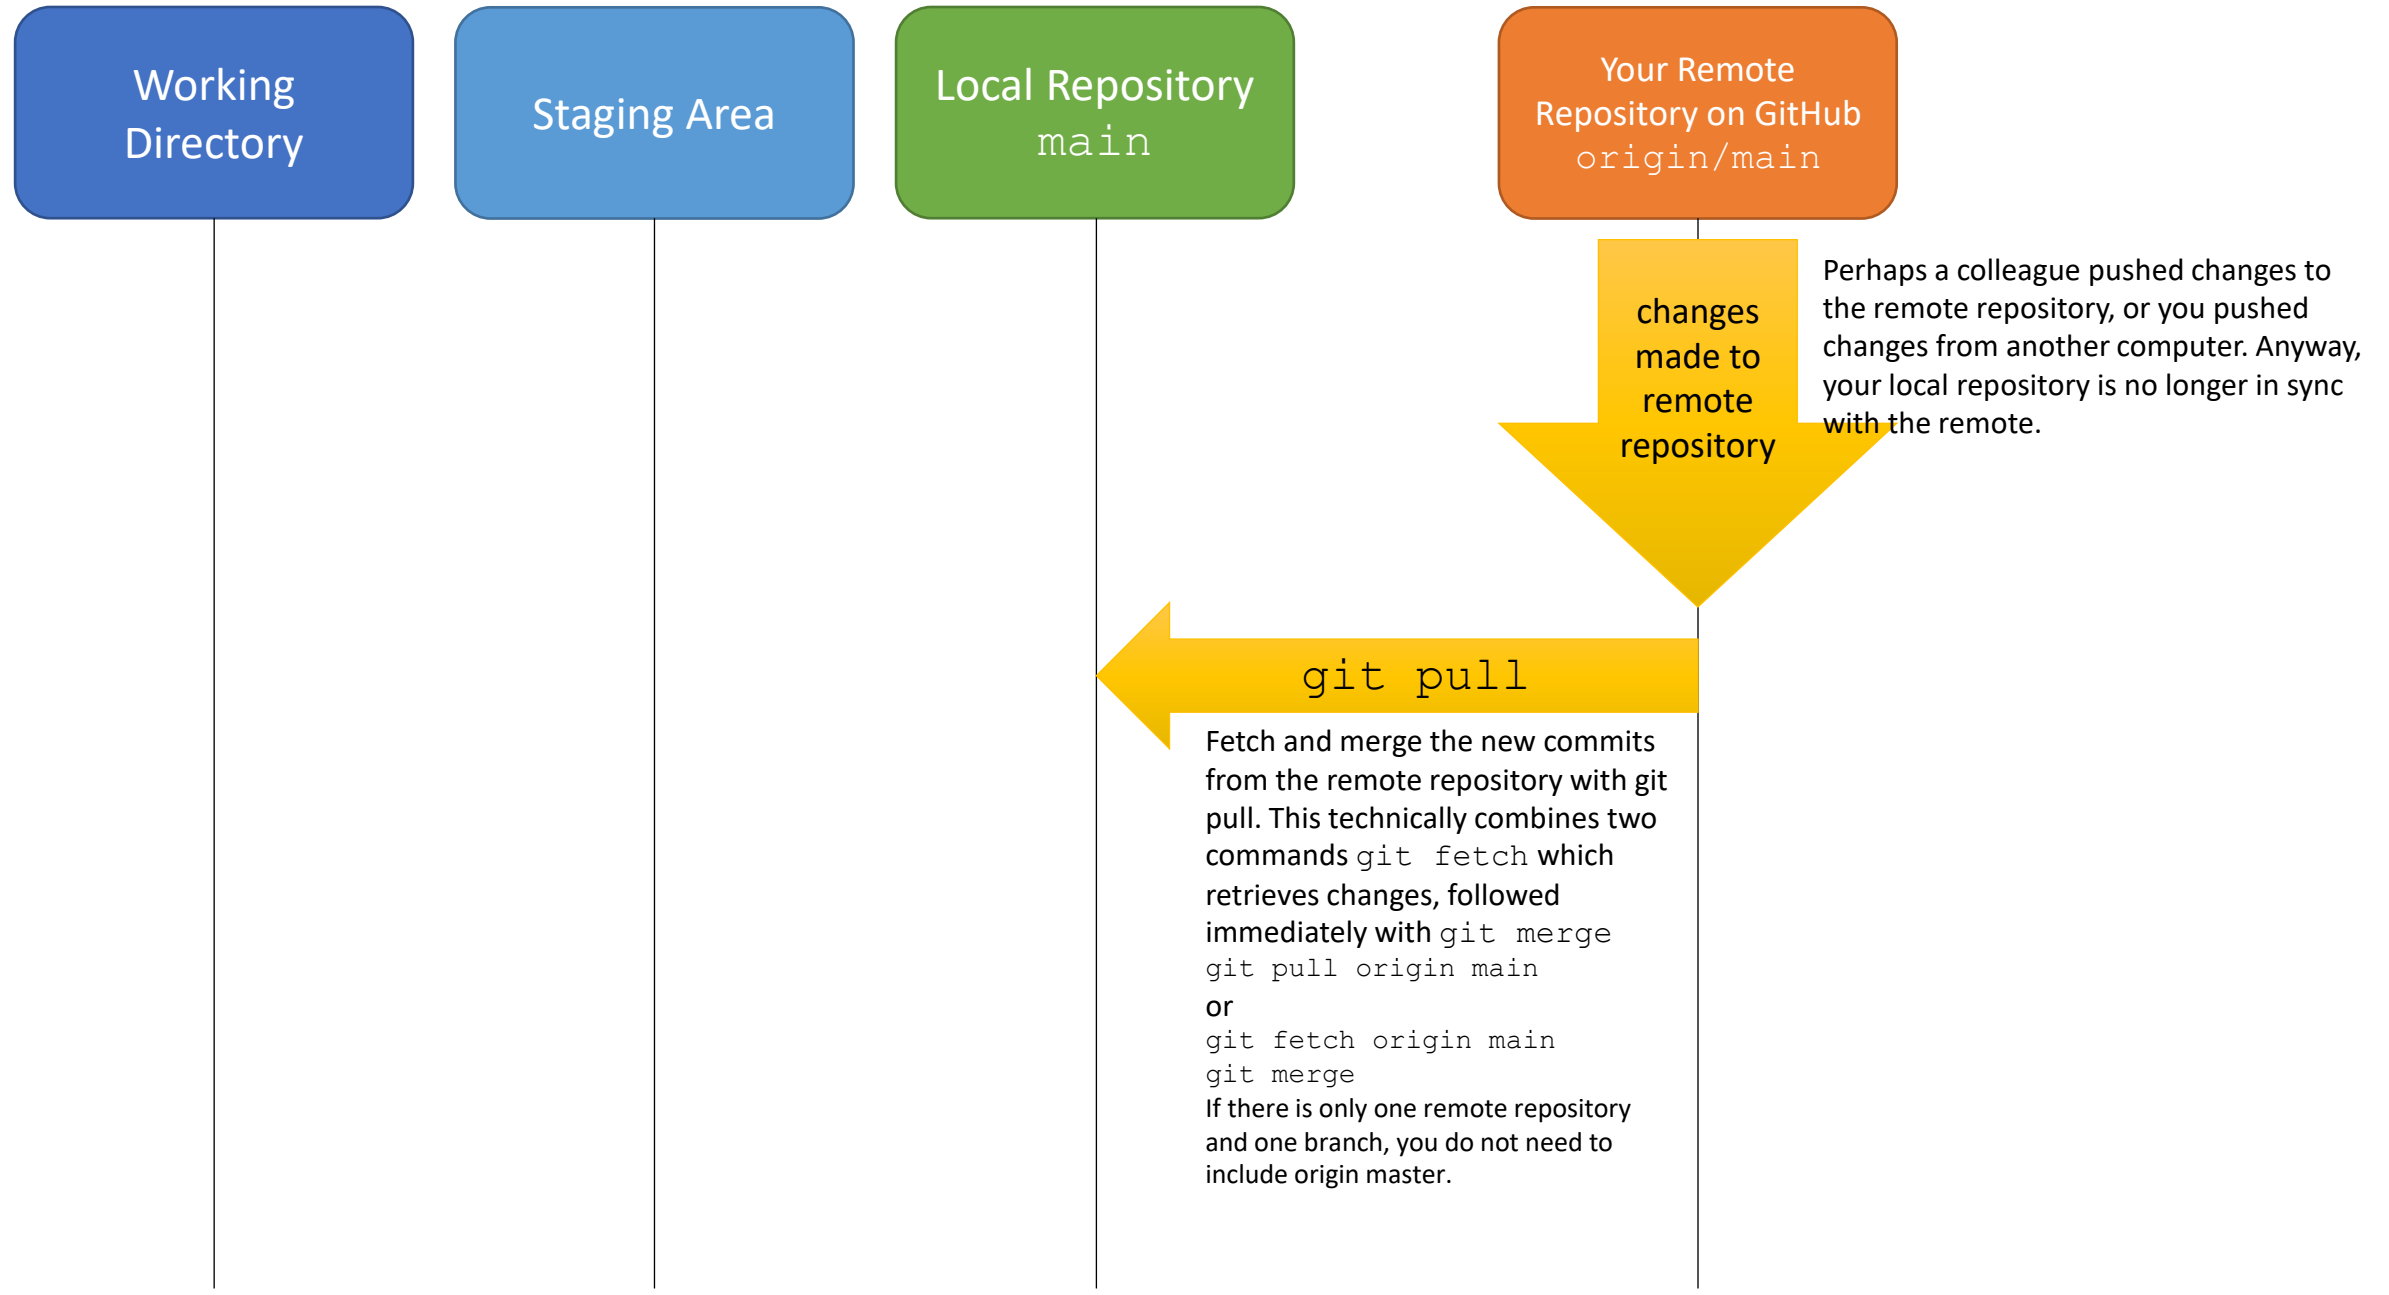 Working
Directory
Staging Area
Local Repository
main
Your Remote
Repository on GitHub
origin/main
changes
made to
remote
repository
Perhaps a colleague pushed changes to
the remote repository, or you pushed
changes from another computer. Anyway,
your local repository is no longer in sync
with the remote.
git pull
Fetch and merge the new commits
from the remote repository with git
pull. This technically combines two
commands git fetch which
retrieves changes, followed
immediately with git merge
git pull origin main
or
git fetch origin main
git merge
If there is only one remote repository
and one branch, you do not need to
include origin master.